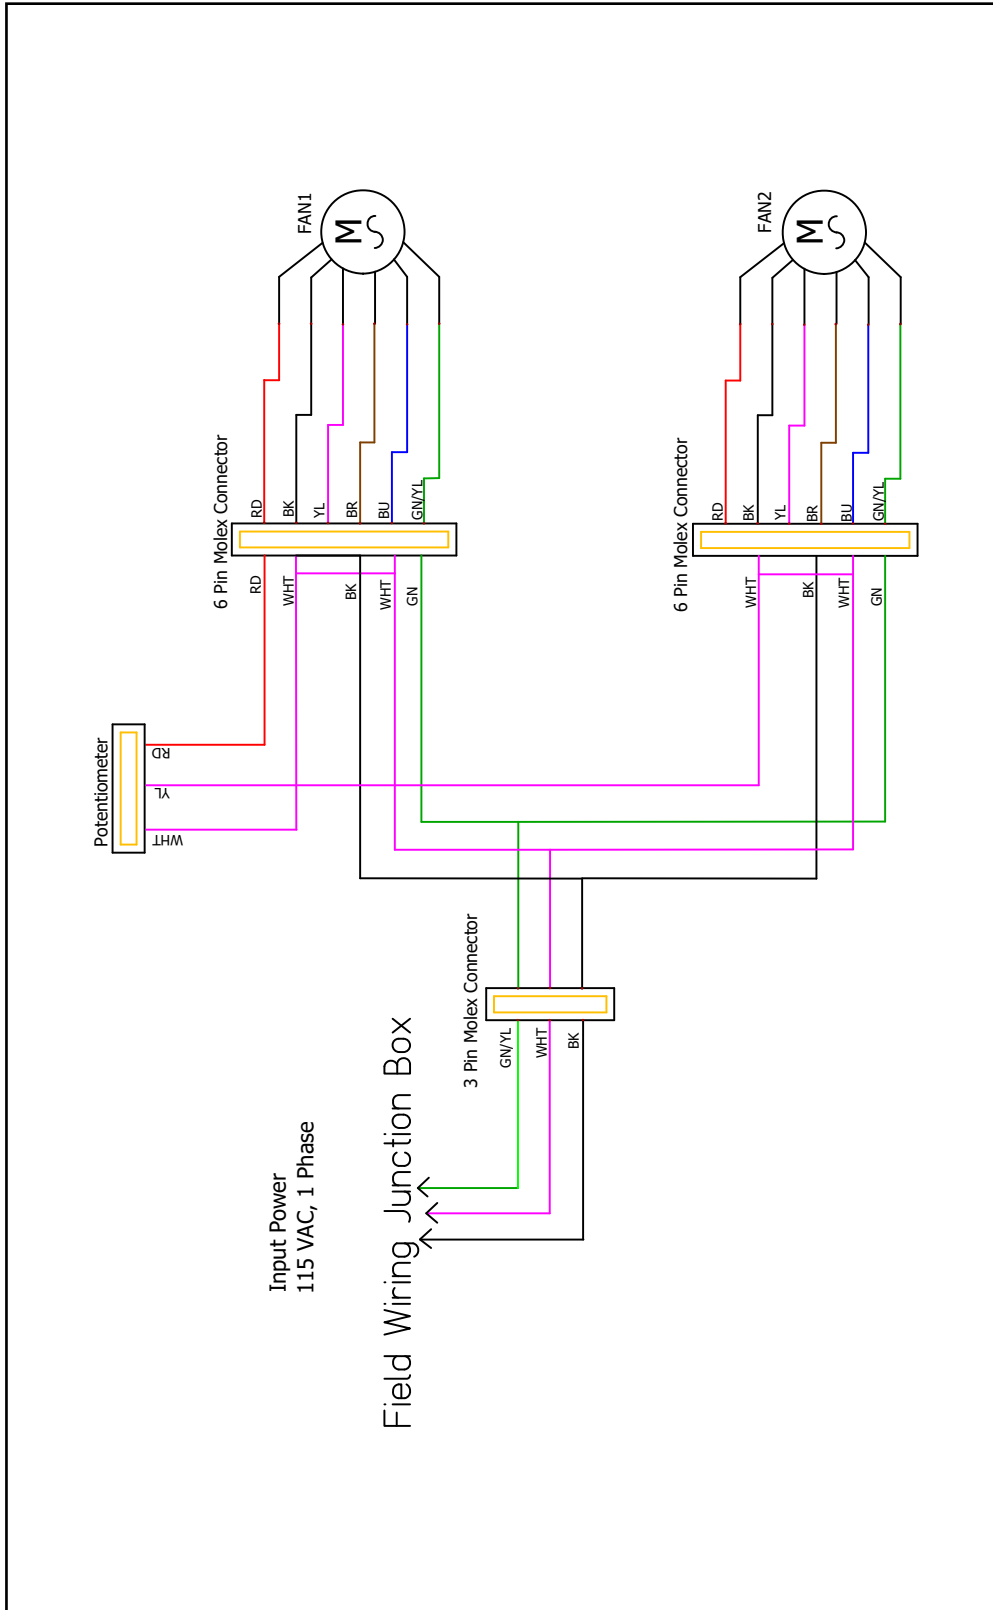 FAN1
M
FAN2
M
6 Pin Molex Connector
RD
BK
YL
BR
BU
GN/YL
RD
WHT
BK
WHT
GN
6 Pin Molex Connector
RD
BK
YL
BR
BU
GN/YL
WHT
BK
WHT
GN
Potentiometer
RD
YL
WHT
3 Pin Molex Connector
GN/YL
WHT
BK
Input Power
115 VAC, 1 Phase
Field Wiring Junction Box